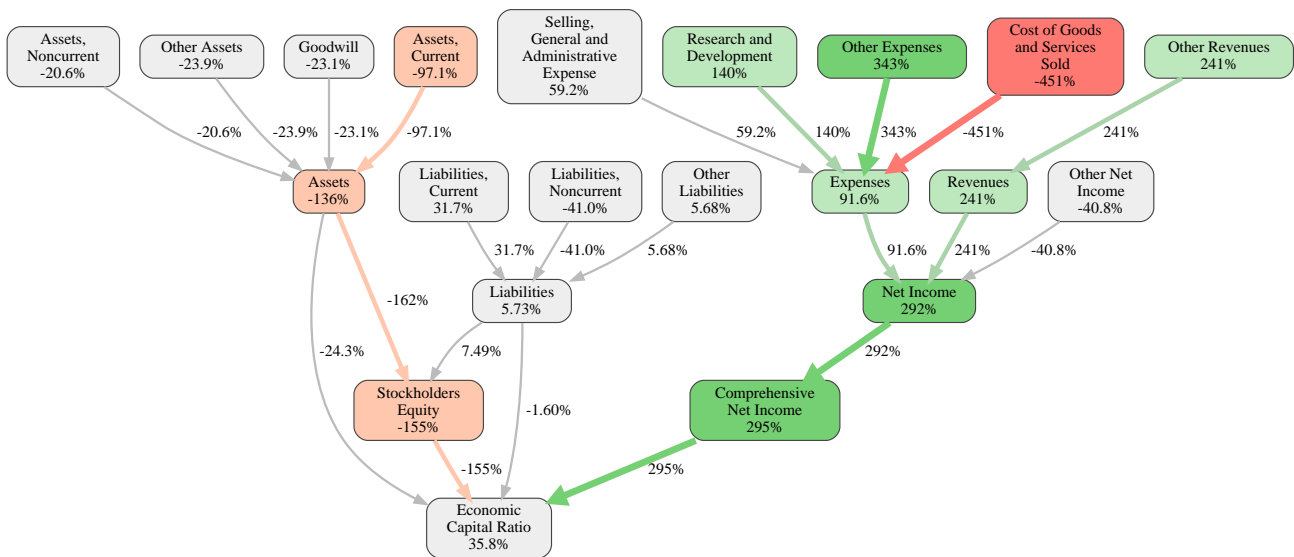 Assets,
Noncurrent
-20.6%
Other Assets
-23.9%
Goodwill
-23.1%
Assets,
Current
-97.1%
Selling,
General and
Administrative
Expense
59.2%
Research and
Development
140%
Other Expenses
343%
Cost of Goods
and Services
Sold
-451%
Other Revenues
241%
-20.6%
-23.9%
-23.1%
-97.1%
59.2%
140%
343%
-451%
241%
Assets
-136%
Liabilities,
Current
31.7%
Liabilities,
Noncurrent
-41.0%
Other
Liabilities
5.68%
Expenses
91.6%
Revenues
241%
Other Net
Income
-40.8%
31.7%
-41.0%
5.68%
91.6%
241%
-40.8%
Liabilities
5.73%
Net Income
292%
-162%
-24.3%
7.49%
-1.60%
292%
Stockholders
Equity
-155%
Comprehensive
Net Income
295%
-155%
295%
Economic
Capital Ratio
35.8%